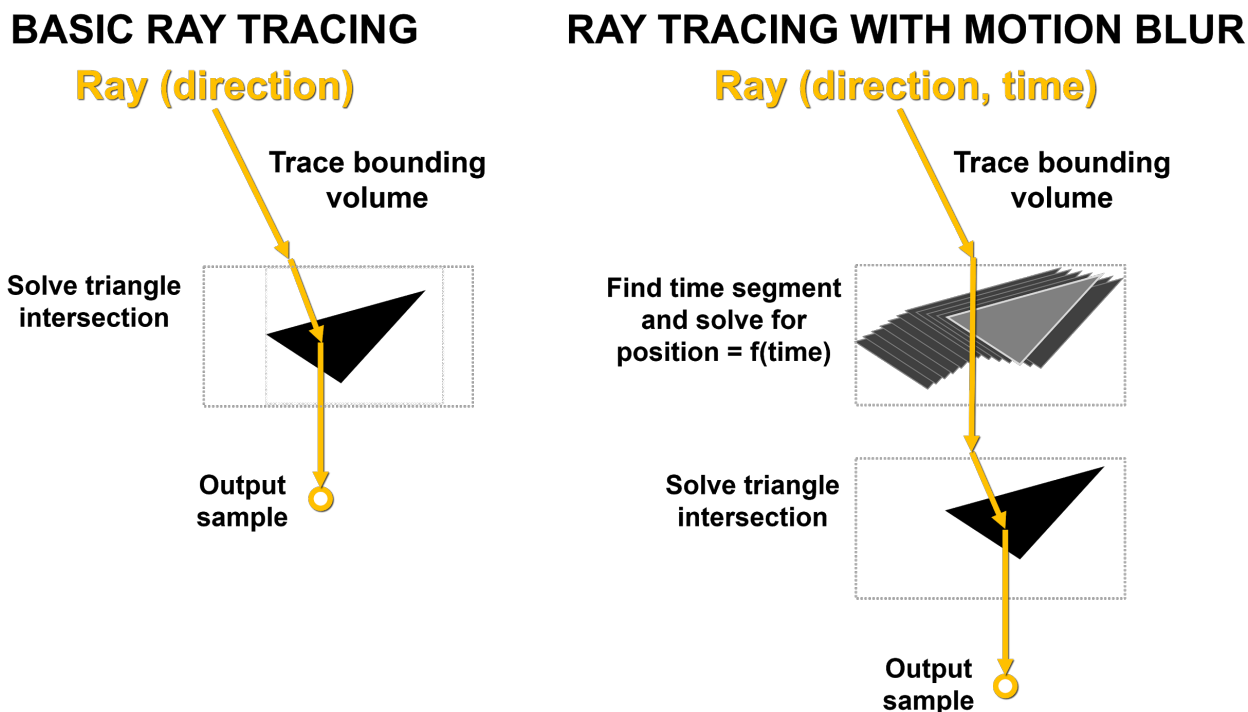 BASIC RAY TRACING
Ray (direction)
Trace bounding
volume
Solve triangle
intersection
Output
sample
RAY TRACING WITH MOTION BLUR
Ray (direction, time)
Trace bounding
volume
Find time segment
and solve for
position = f(time)
Solve triangle
intersection
Output
sample